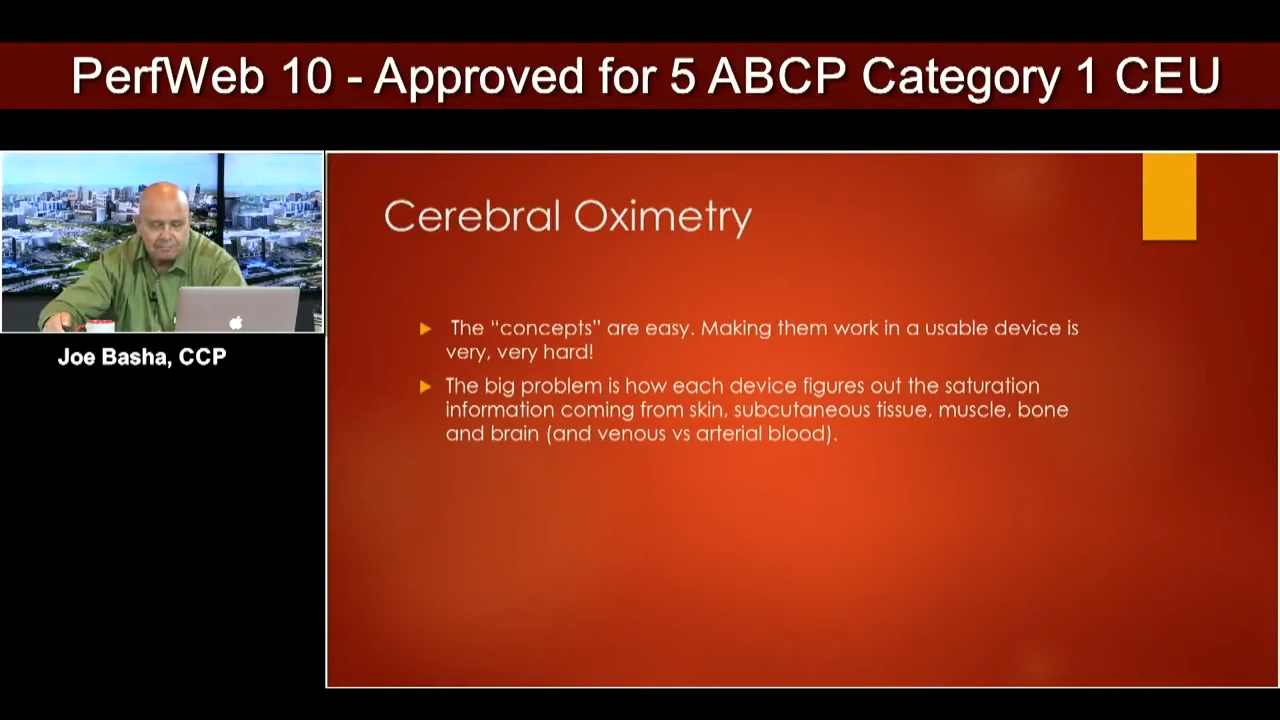 PerfWeb 10 - Approved for 5 ABCP Category 1 CEU
Joe Basha, CCP
Cerebral Oximetry
The “concepts” are easy. Making them work in a usable device is
very, very hard!
The big problem is how each device figures out the saturation
information coming from skin, subcutaneous tissue, muscle, bone
and brain (and venous vs arterial blood).